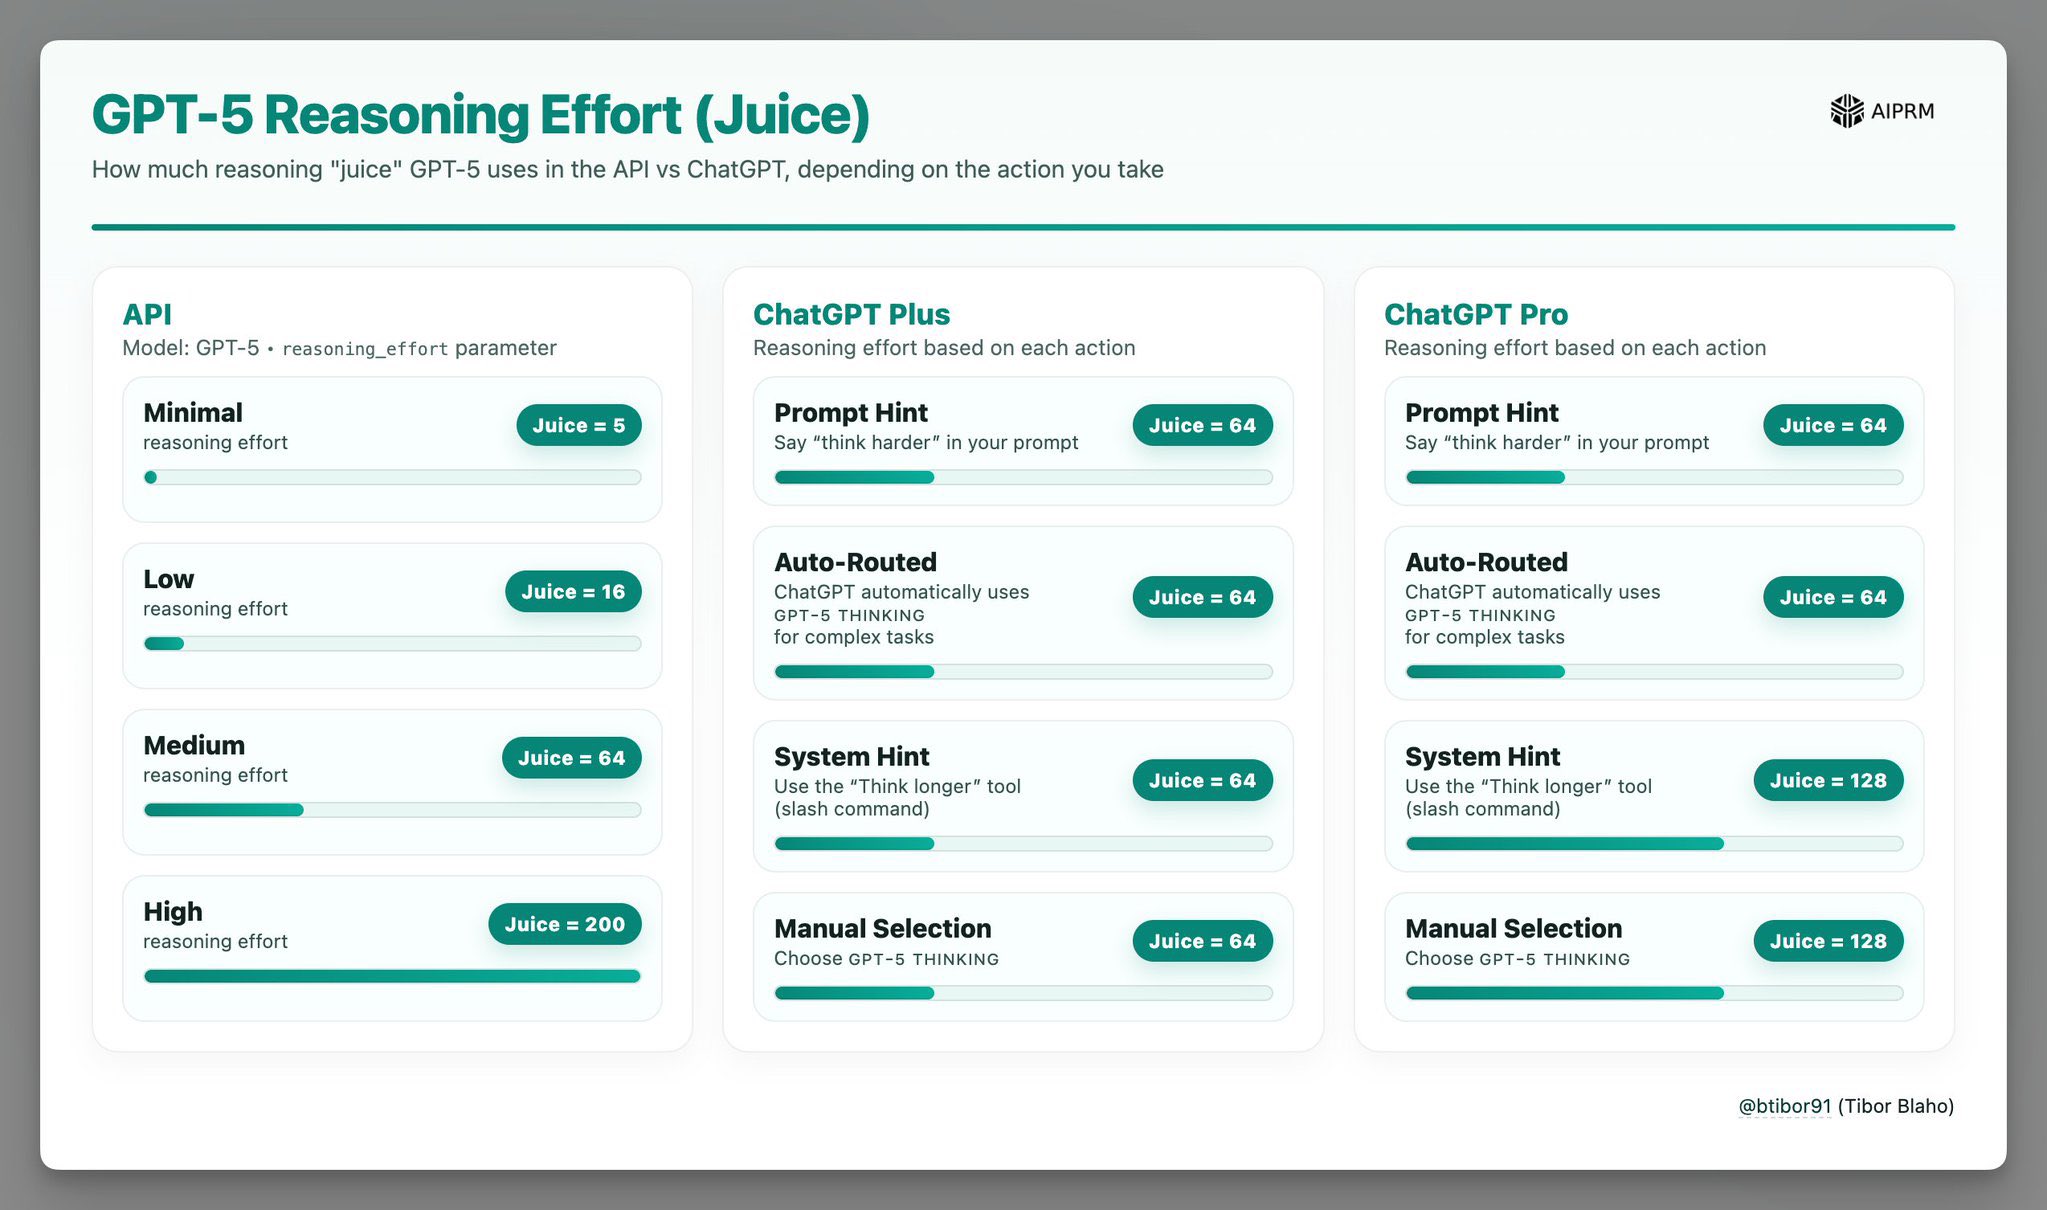 GPT-5 Reasoning Effort (Juice)
AIPRM
How much reasoning "juice" GPT-5 uses in the API vs ChatGPT, depending on the action you take
API
Model: GPT-5 • reasoning_effort parameter
Minimal
reasoning effort
Juice = 5
Low
reasoning effort
Juice = 16
Medium
reasoning effort
Juice = 64
High
reasoning effort
Juice = 200
ChatGPT Plus
Reasoning effort based on each action
Prompt Hint
Say “think harder” in your prompt
Juice = 64
Auto-Routed
ChatGPT automatically uses
GPT-5 THINKING
for complex tasks
Juice = 64
System Hint
Use the “Think longer” tool
(slash command)
Juice = 64
Manual Selection
Choose GPT-5 THINKING
Juice = 64
ChatGPT Pro
Reasoning effort based on each action
Prompt Hint
Say “think harder” in your prompt
Juice = 64
Auto-Routed
ChatGPT automatically uses
GPT-5 THINKING
for complex tasks
Juice = 64
System Hint
Use the “Think longer” tool
(slash command)
Juice = 128
Manual Selection
Choose GPT-5 THINKING
Juice = 128
@btibor91 (Tibor Blaho)